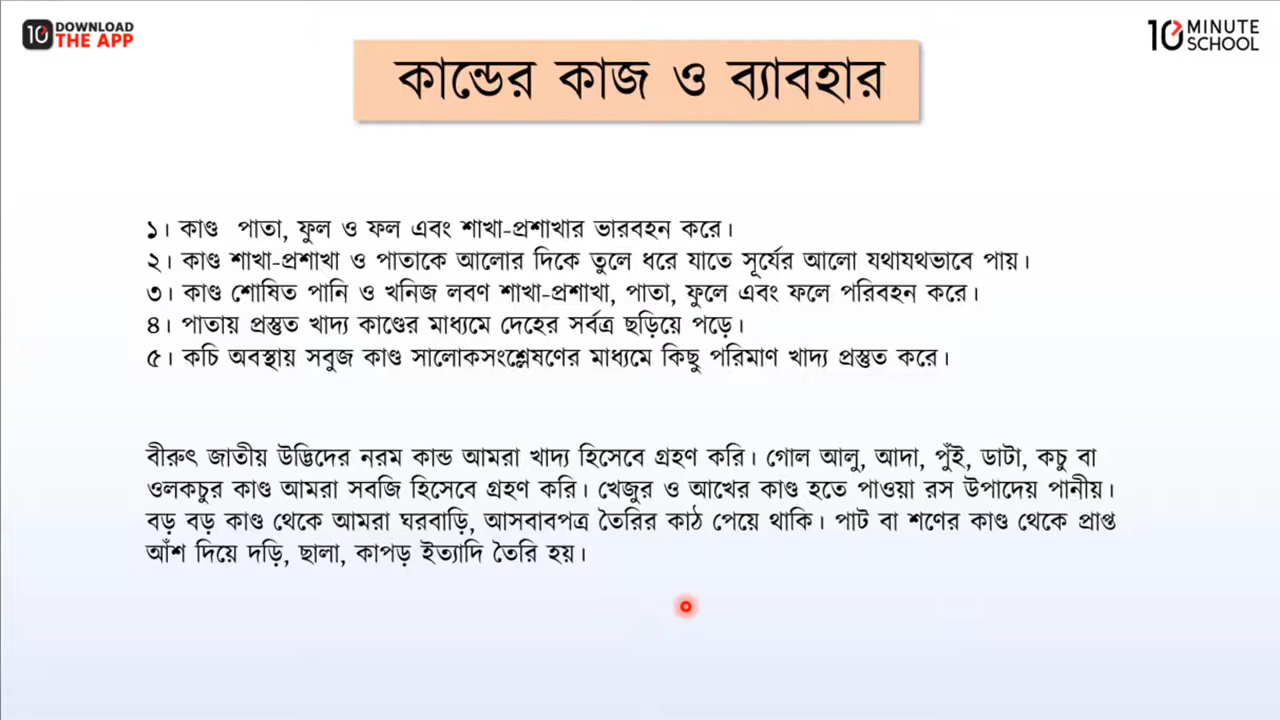 10 DOWNLOAD
THE APP
10 MINUTE
SCHOOL
কান্ডের কাজ ও ব্যাবহার
১। কাণ্ড পাতা, ফুল ও ফল এবং শাখা-প্রশাখার ভারবহন করে।
২। কাণ্ড শাখা-প্রশাখা ও পাতাকে আলোর দিকে তুলে ধরে যাতে সূর্যের আলো যথাযথভাবে পায়।
৩। কাণ্ড শোষিত পানি ও খনিজ লবণ শাখা-প্রশাখা, পাতা, ফুলে এবং ফলে পরিবহন করে।
৪। পাতায় প্রস্তুত খাদ্য কাণ্ডের মাধ্যমে দেহের সর্বত্র ছড়িয়ে পড়ে।
৫। কচি অবস্থায় সবুজ কাণ্ড সালোকসংশ্লেষণের মাধ্যমে কিছু পরিমাণ খাদ্য প্রস্তুত করে।
বীরুৎ জাতীয় উদ্ভিদের নরম কান্ড আমরা খাদ্য হিসেবে গ্রহণ করি। গোল আলু, আদা, পুঁই, ডাটা, কচু বা
ওলকচুর কাণ্ড আমরা সবজি হিসেবে গ্রহণ করি। খেজুর ও আখের কাণ্ড হতে পাওয়া রস উপাদেয় পানীয়।
বড় বড় কাণ্ড থেকে আমরা ঘরবাড়ি, আসবাবপত্র তৈরির কাঠ পেয়ে থাকি। পাট বা শণের কাণ্ড থেকে প্রাপ্ত
আঁশ দিয়ে দড়ি, ছালা, কাপড় ইত্যাদি তৈরি হয়।